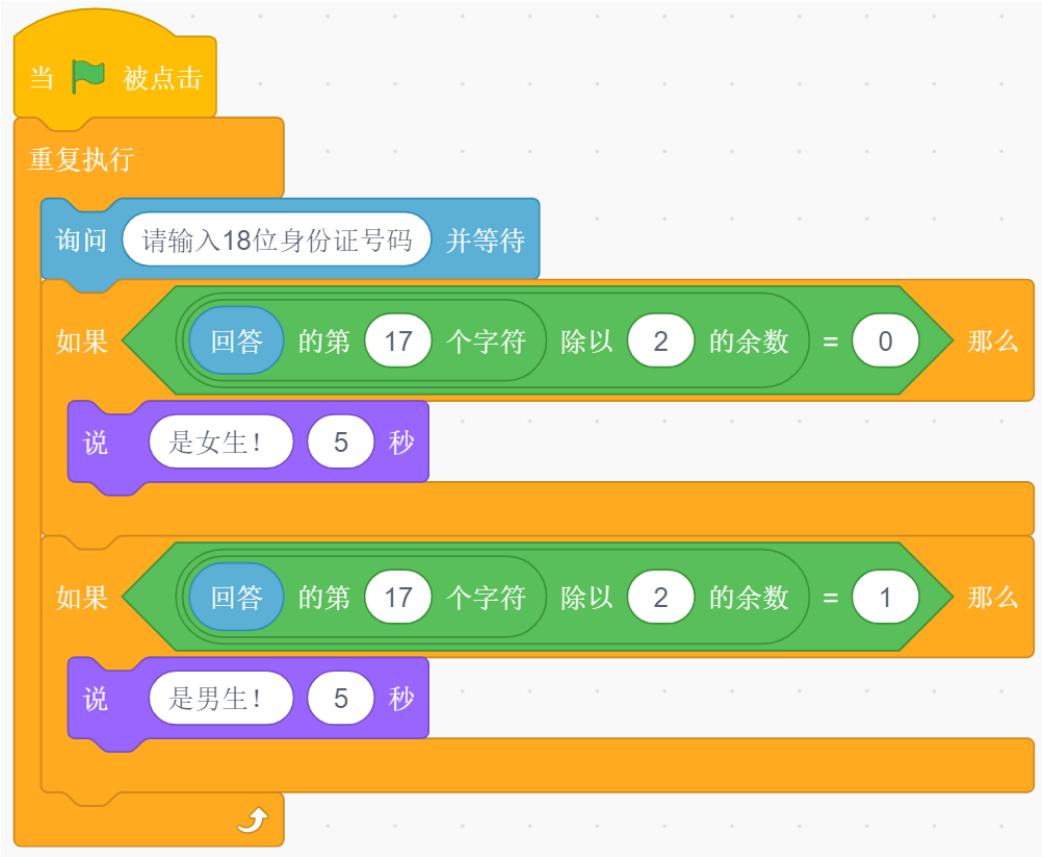 当 被点击
重复执行
询问 请输入18位身份证号码 并等待
如果 回答 的第 17 个字符 除以 2 的余数 = 0 那么
说 是女生! 5 秒
如果 回答 的第 17 个字符 除以 2 的余数 = 1 那么
说 是男生! 5 秒